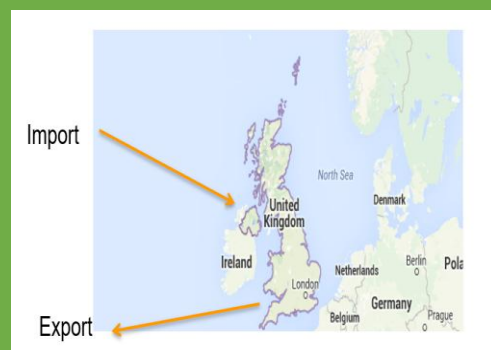 Import
North Sea
United
Kingdom
Denmark
Ireland
London
Netherlands
Berlin
Pola
Germany
Belgium
Prague
Export